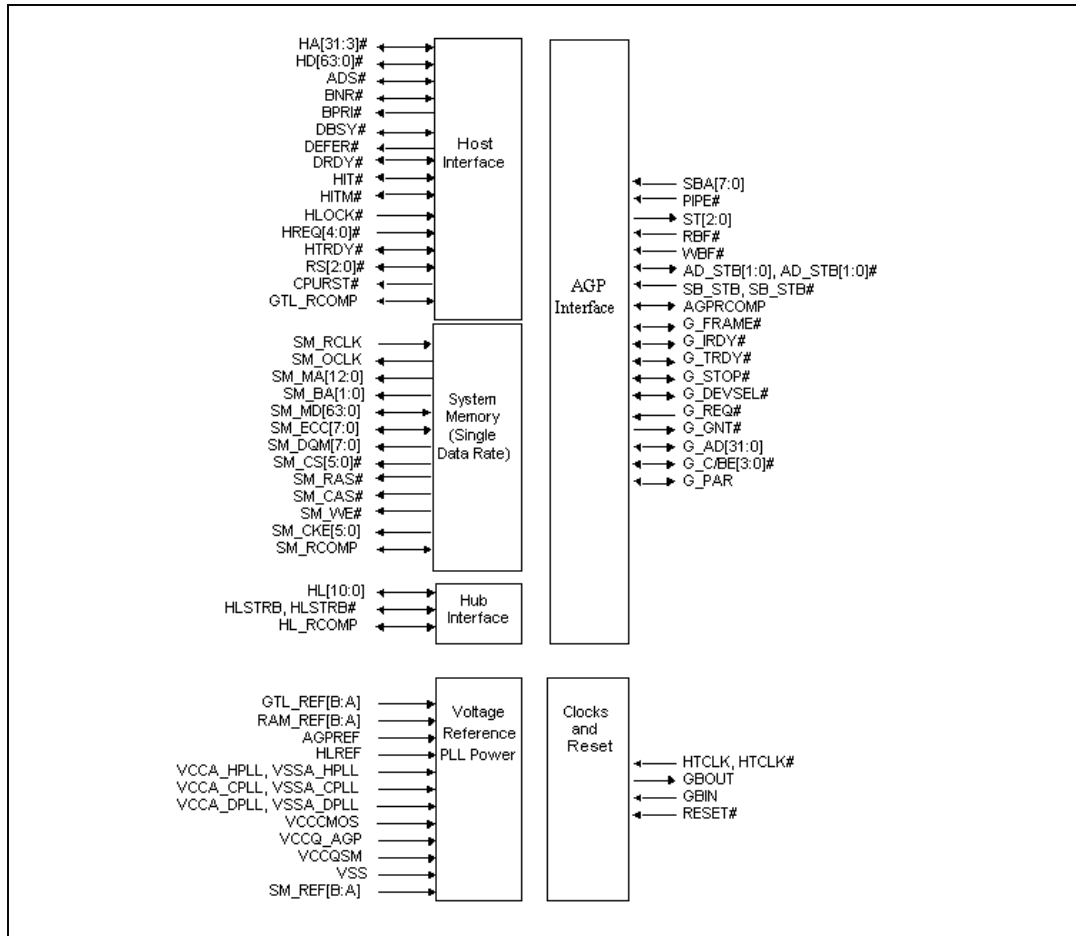 HA[31:3]#
HD[63:0]#
ADS#
BNR#
BPRI#
DBSY#
DEFER#
DRDY#
HIT#
HITM#
HLOCK#
HREQ[4:0]#
HTRDY#
RS[2:0]#
CPURST#
GTL_RCOMP
Host
Interface
SM_RCLK
SM_OCLK
SM_MA[12:0]
SM_BA[1:0]
SM_MD[63:0]
SM_ECC[7:0]
SM_DQM[7:0]
SM_CS[5:0]#
SM_RAS#
SM_CAS#
SM_WE#
SM_CKE[5:0]
SM_RCOMP
System
Memory
(Single
Data Rate)
HL[10:0]
HLSTRB, HLSTRB#
HL_RCOMP
Hub
Interface
AGP
Interface
SBA[7:0]
PIPE#
ST[2:0]
RBF#
WBF#
AD_STB[1:0], AD_STB[1:0]#
SB_STB, SB_STB#
AGPRCOMP
G_FRAME#
G_IRDY#
G_TRDY#
G_STOP#
G_DEVSEL#
G_REQ#
G_GNT#
G_AD[31:0]
G_C/BE[3:0]#
G_PAR
GTL_REF[B:A]
RAM_REF[B:A]
AGPREF
HLREF
VCCA_HPLL, VSSA_HPLL
VCCA_CPLL, VSSA_CPLL
VCCA_DPLL, VSSA_DPLL
VCCCMOS
VCCQ_AGP
VCCQSM
VSS
SM_REF[B:A]
Voltage
Reference
PLL Power
Clocks
and
Reset
HTCLK, HTCLK#
GBOUT
GBIN
RESET#